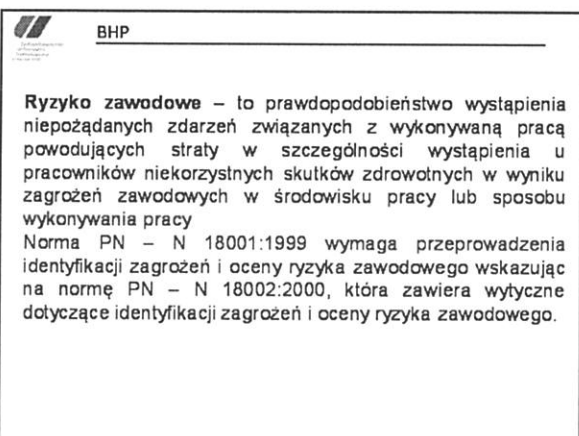 BHP
Ryzyko zawodowe – to prawdopodobieństwo wystąpienia
niepożądanych zdarzeń związanych z wykonywaną pracą
powodujących straty w szczególności wystąpienia u
pracowników niekorzystnych skutków zdrowotnych w wyniku
zagrożeń zawodowych w środowisku pracy lub sposobu
wykonywania pracy
Norma PN – N 18001:1999 wymaga przeprowadzenia
identyfikacji zagrożeń i oceny ryzyka zawodowego wskazując
na normę PN – N 18002:2000, która zawiera wytyczne
dotyczące identyfikacji zagrożeń i oceny ryzyka zawodowego.